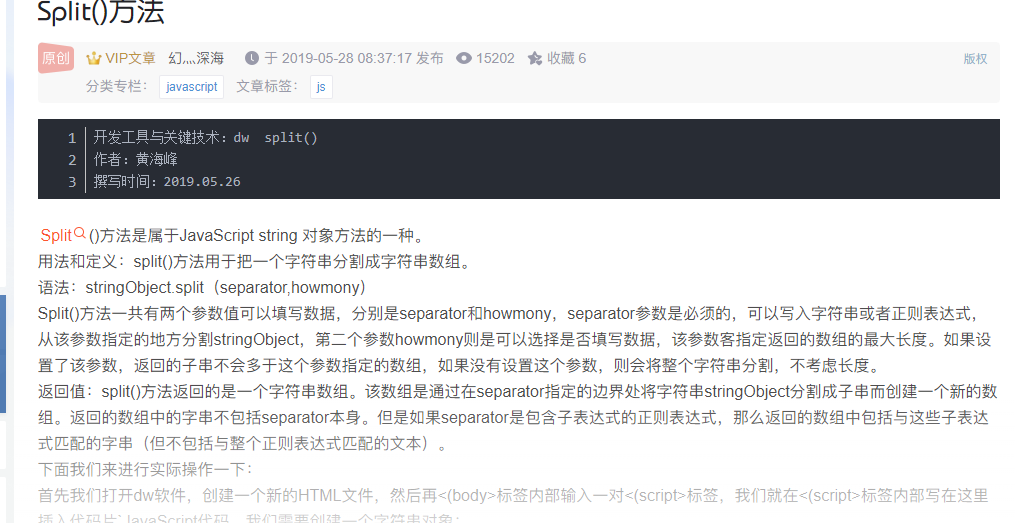 Split()方法
原创 VIP文章 幻灬深海 于 2019-05-28 08:37:17 发布 15202 收藏 6 版权
分类专栏： javascript 文章标签： js
1 开发工具与关键技术：dw split()
2 作者：黄海峰
3 撰写时间：2019.05.26
Split()方法是属于JavaScript string 对象方法的一种。
用法和定义：split()方法用于把一个字符串分割成字符串数组。
语法：stringObject.split（separator,howmony）
Split()方法一共有两个参数值可以填写数据，分别是separator和howmony，separator参数是必须的，可以写入字符串或者正则表达式，
从该参数指定的地方分割stringObject，第二个参数howmony则是可以选择是否填写数据，该参数客指定返回的数组的最大长度。如果设
置了该参数，返回的子串不会多于这个参数指定的数组，如果没有设置这个参数，则会将整个字符串分割，不考虑长度。
返回值：split()方法返回的是一个字符串数组。该数组是通过在separator指定的边界处将字符串stringObject分割成子串而创建一个新的数
组。返回的数组中的字串不包括separator本身。但是如果separator是包含子表达式的正则表达式，那么返回的数组中包括与这些子表达
式匹配的字串（但不包括与整个正则表达式匹配的文本）。
下面我们来进行实际操作一下：
首先我们打开dw软件，创建一个新的HTML文件，然后再<(body>标签内部输入一对<(script>标签，我们就在<(script>标签内部写在这里
插入代码片`JavaScript代码，我们需要创建一个字符串对象：